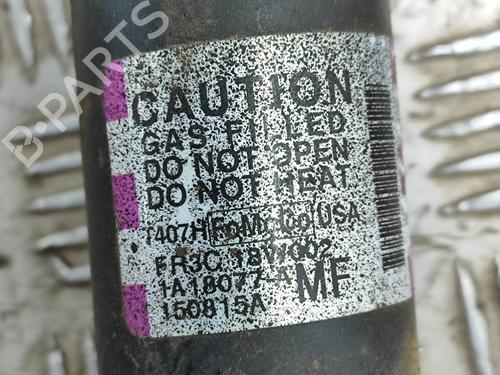 B-PARTS
CAUTION
GAS FILLED
DO NOT OPEN
DO NOT HEAT
T407H FoMoCo USA
FR3C 18W002
1A18077-A MF
150815A